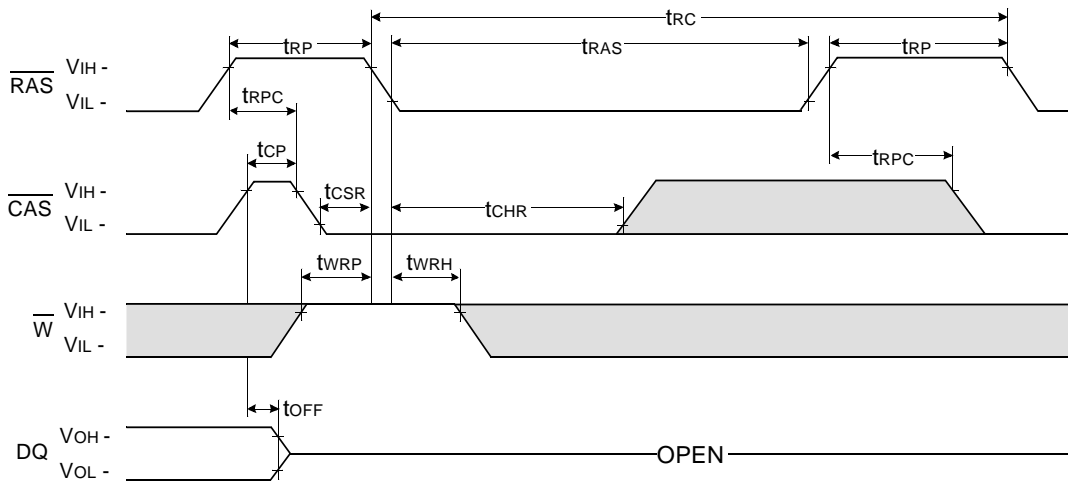 tRC
tRP tRAS tRP
RAS VIH -
VIL -
tRPC
tCP tRPC
CAS VIH -
VIL -
tCSR tCHR
tWRP tWRH
W VIH -
VIL -
tOFF
DQ VOH -
VOL -
OPEN